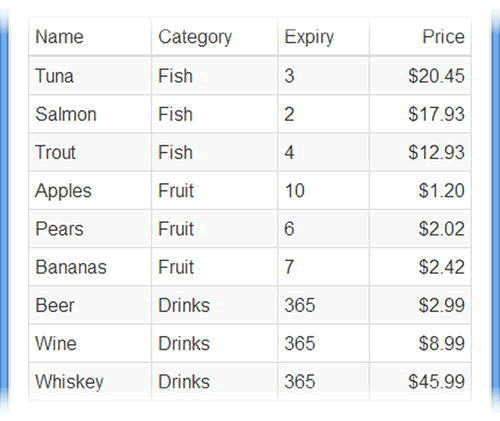 Name Category Expiry Price
Tuna Fish 3 $20.45
Salmon Fish 2 $17.93
Trout Fish 4 $12.93
Apples Fruit 10 $1.20
Pears Fruit 6 $2.02
Bananas Fruit 7 $2.42
Beer Drinks 365 $2.99
Wine Drinks 365 $8.99
Whiskey Drinks 365 $45.99